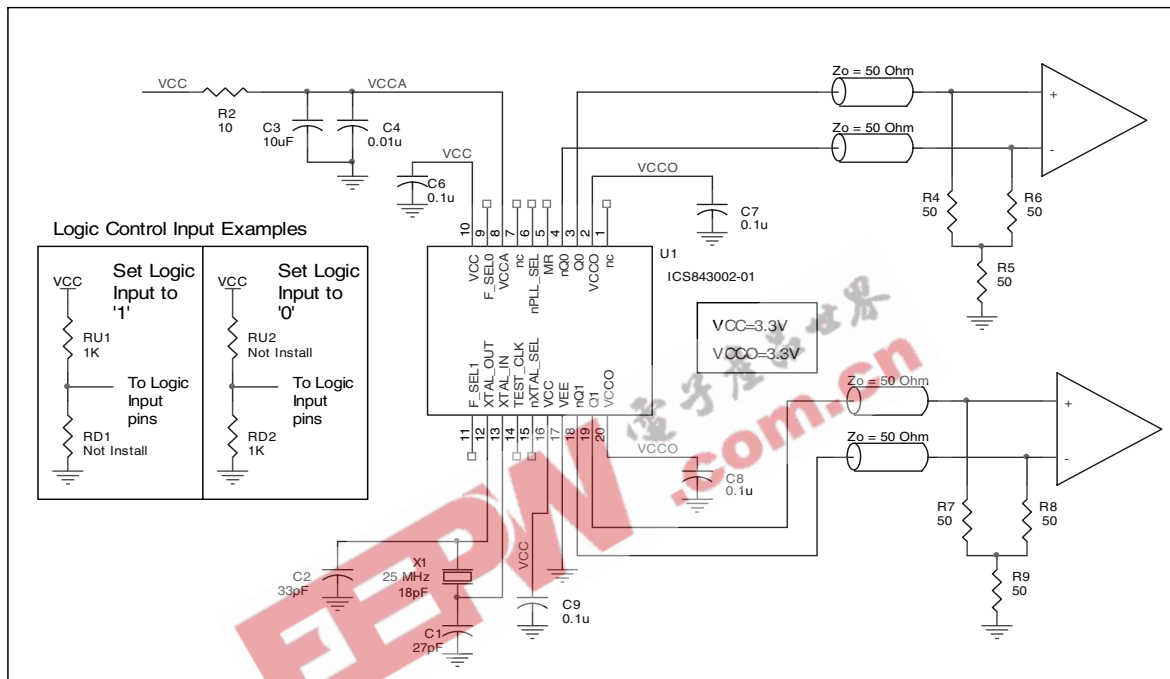 VCC
R2
10
VCCA
C3
10uF
C4
0.01u
VCC
C6
0.1u
VCCO
C7
0.1u
Zo = 50 Ohm
Zo = 50 Ohm
+
-
R4
50
R6
50
R5
50
10
9
8
7
6
5
4
3
2
1
VCC
F_SEL0
VCCA
nc
nPLL_SEL
MR
nQ0
Q0
VCCO
nc
U1
ICS843002-01
F_SEL1
XTAL_OUT
XTAL_IN
TEST_CLK
nXTAL_SEL
VCC
VEE
nQ1
Q1
VCCO
11
12
13
14
15
16
17
18
19
20
VCC=3.3V
VCCO=3.3V
Logic Control Input Examples
VCC
Set Logic
Input to
'1'
RU1
1K
To Logic
Input
pins
RD1
Not Install
VCC
Set Logic
Input to
'0'
RU2
Not Install
To Logic
Input
pins
RD2
1K
VCCO
C8
0.1u
Zo = 50 Ohm
Zo = 50 Ohm
+
-
R7
50
R8
50
R9
50
C2
33pF
X1
25 MHz
18pF
C1
27pF
VCC
C9
0.1u
電子產品世界
EEPW
.com.cn